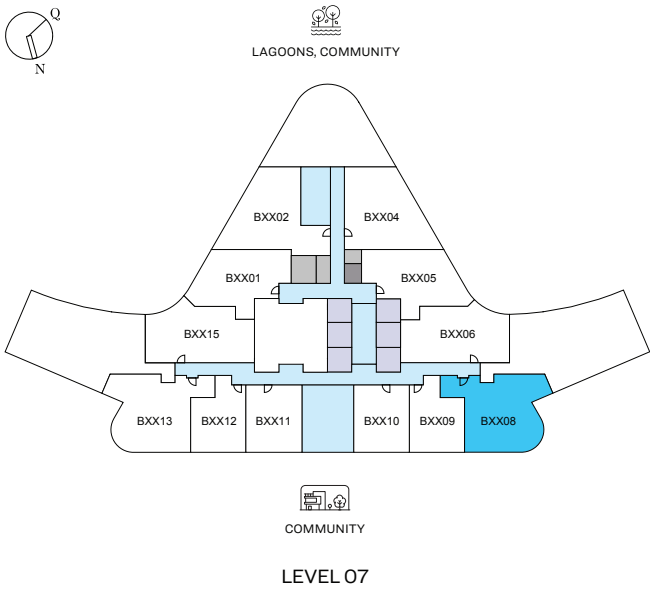 Q
N
LAGOONS, COMMUNITY
BXX02
BXX04
BXX01
BXX05
BXX15
BXX06
BXX13
BXX12
BXX11
BXX10
BXX09
BXX08
COMMUNITY
LEVEL 07